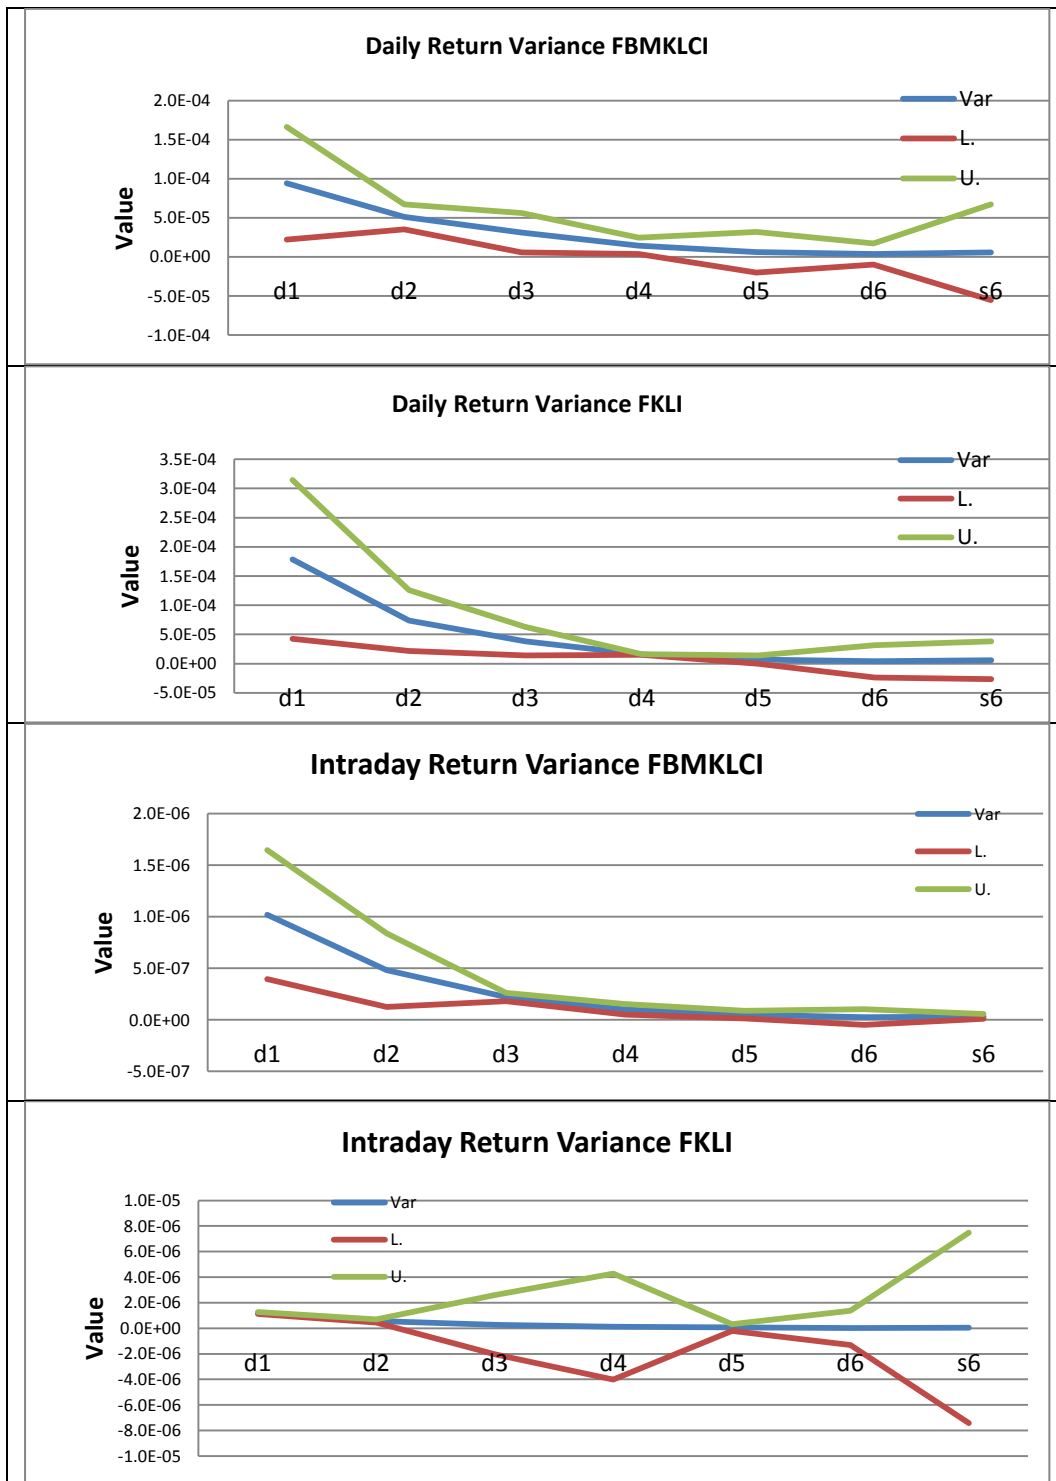 Daily Return Variance FBMKLCI
2.0E-04
1.5E-04
1.0E-04
5.0E-05
0.0E+00
-5.0E-05
-1.0E-04
Value
d1 d2 d3 d4 d5 d6 s6
Var
L.
U.
Daily Return Variance FKLI
3.5E-04
3.0E-04
2.5E-04
2.0E-04
1.5E-04
1.0E-04
5.0E-05
0.0E+00
-5.0E-05
Value
d1 d2 d3 d4 d5 d6 s6
Var
L.
U.
Intraday Return Variance FBMKLCI
2.0E-06
1.5E-06
1.0E-06
5.0E-07
0.0E+00
-5.0E-07
Value
d1 d2 d3 d4 d5 d6 s6
Var
L.
U.
Intraday Return Variance FKLI
1.0E-05
8.0E-06
6.0E-06
4.0E-06
2.0E-06
0.0E+00
-2.0E-06
-4.0E-06
-6.0E-06
-8.0E-06
-1.0E-05
Value
d1 d2 d3 d4 d5 d6 s6
Var
L.
U.